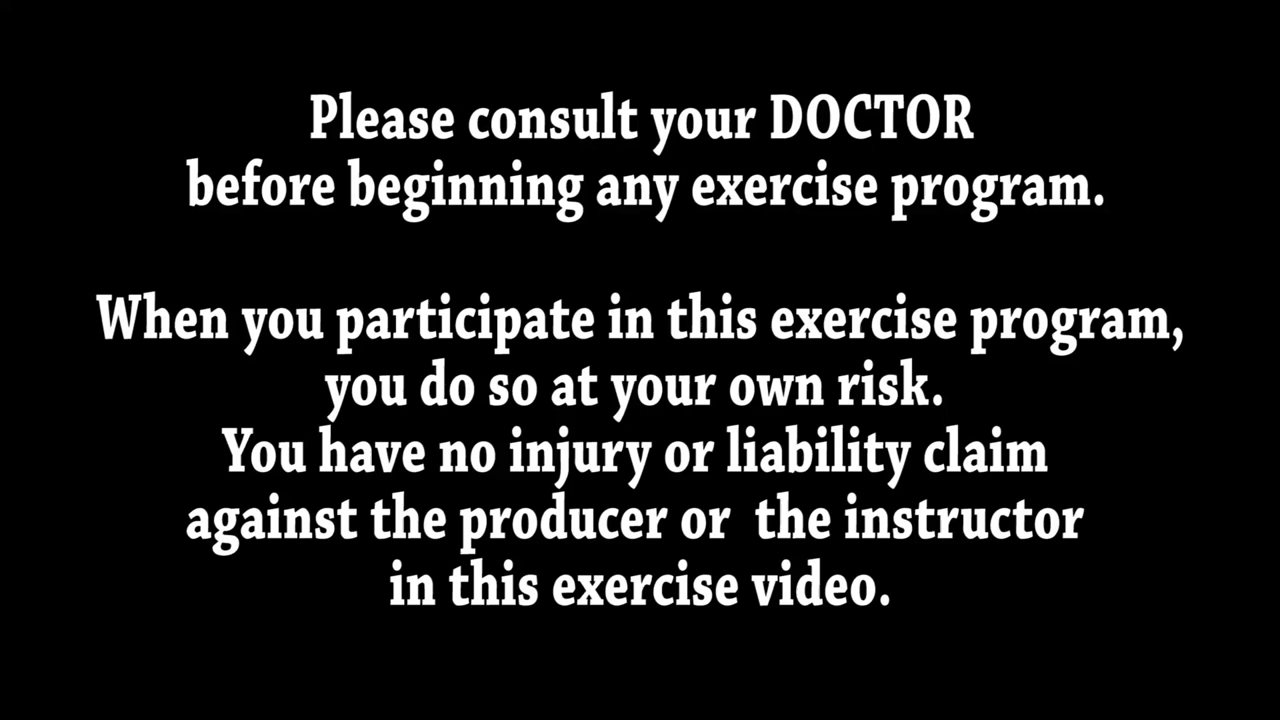 Please consult your DOCTOR
before beginning any exercise program.
When you participate in this exercise program,
you do so at your own risk.
You have no injury or liability claim
against the producer or  the instructor
in this exercise video.